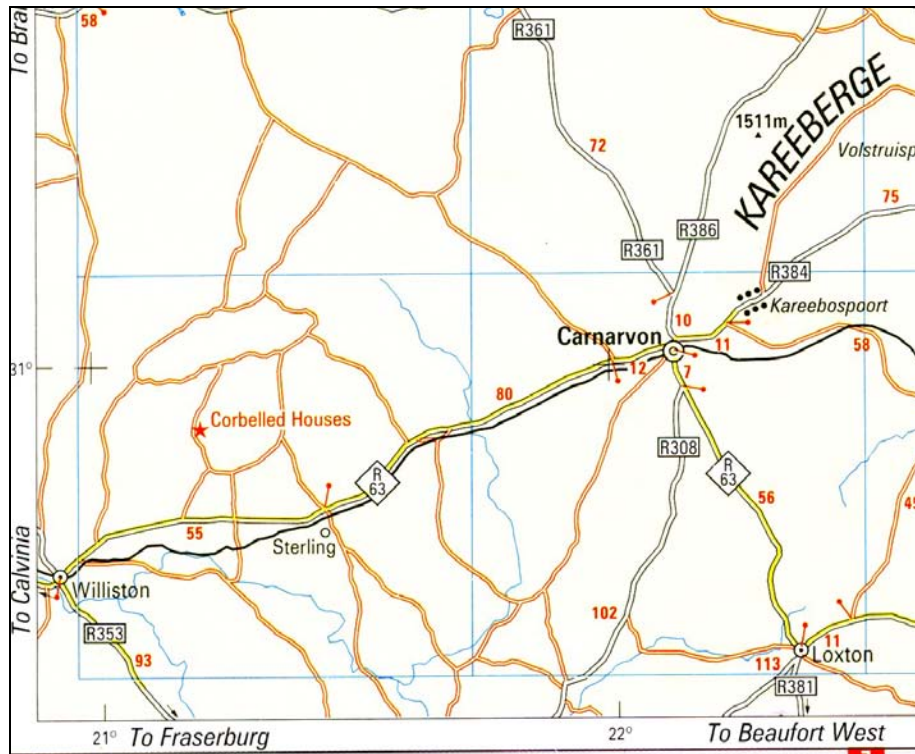 To Bra
58
R361
KAREEBERGE
1511m
Volstruisp
72
75
R386
R361
R384
Kareebospoort
10
Carnarvon
11
58
31°
12
7
80
Corbelled Houses
R308
R
63
R
63
56
45
55
Sterling
To Calvinia
Williston
R353
102
11
Loxton
93
113
R381
21°
To Fraserburg
22°
To Beaufort West